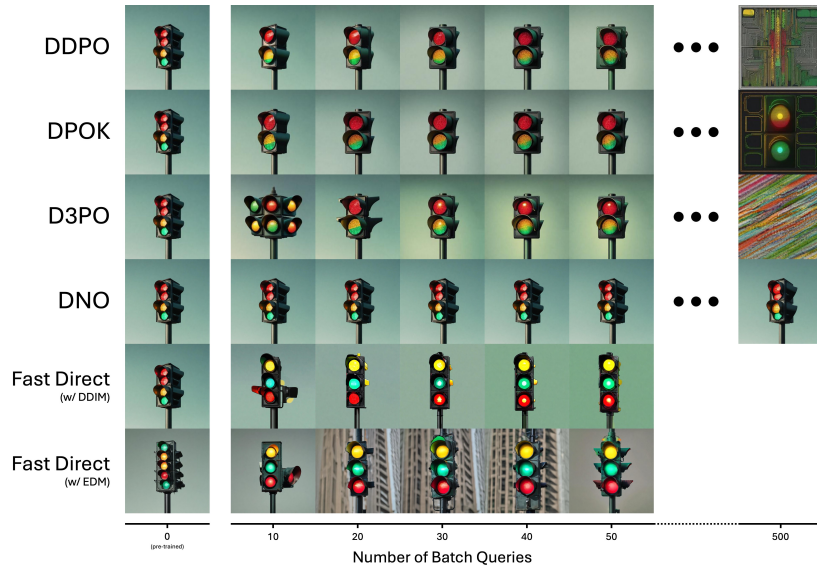 DDPO
DPOK
D3PO
DNO
Fast Direct
(w/ DDIM)
Fast Direct
(w/ EDM)
0 10 20 30 40 50 500
(pre-trained)
Number of Batch Queries